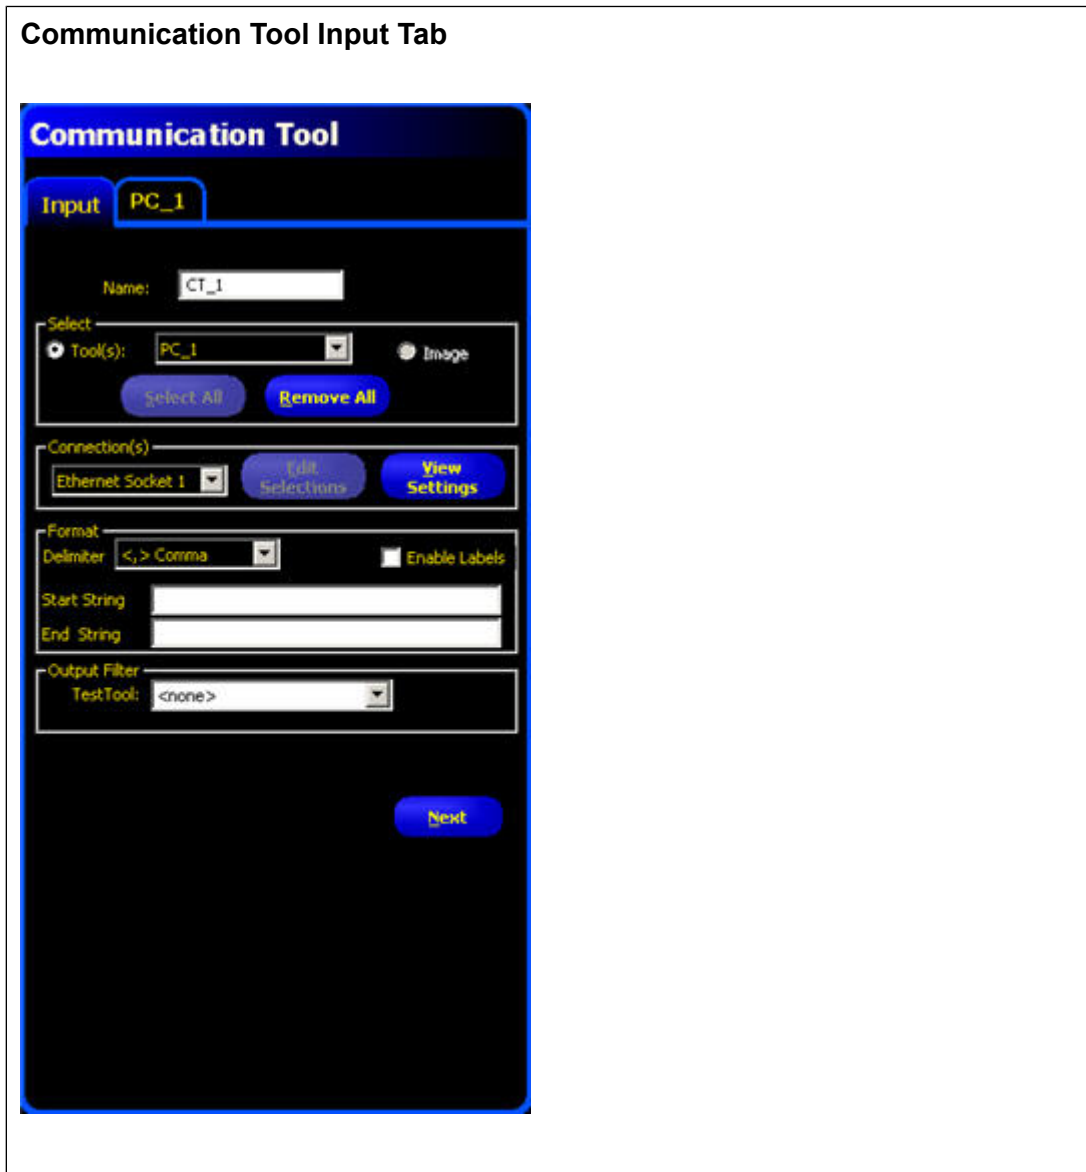 Communication Tool Input Tab
Communication Tool
Input PC_1
Name: CT_1
Select
Tool(s): PC_1 Image
Select All Remove All
Connection(s)
Ethernet Socket 1 Edit Selections View Settings
Format
Delimiter <,> Comma Enable Labels
Start String
End String
Output Filter
TestTool: <none>
Next